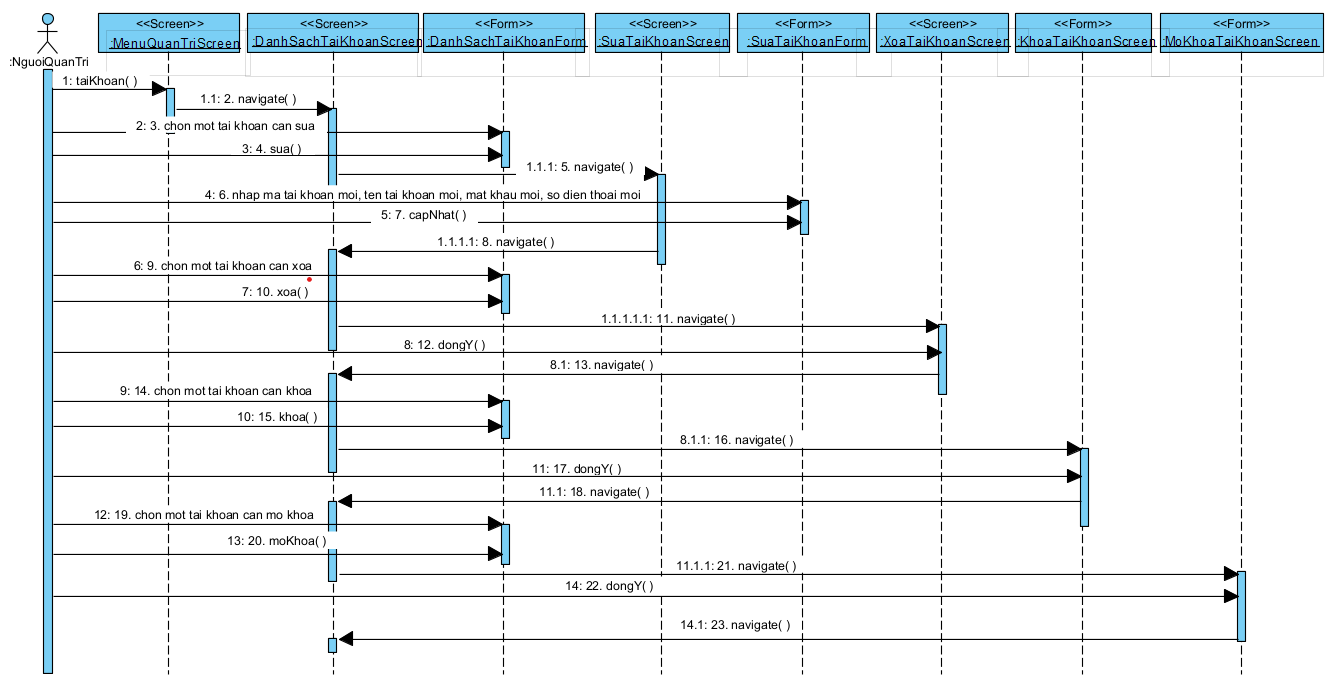 <<Screen>>
:MenuQuanTriScreen
<<Screen>>
:DanhSachTaiKhoanScreen
<<Form>>
:DanhSachTaiKhoanForm
<<Screen>>
:SuaTaiKhoanScreen
<<Form>>
:SuaTaiKhoanForm
<<Screen>>
:XoaTaiKhoanScreen
<<Form>>
:KhoaTaiKhoanScreen
<<Form>>
:MoKhoaTaiKhoanScreen
:NguoiQuanTri
1: taiKhoan( )
1.1: 2. navigate( )
2: 3. chon mot tai khoan can sua
3: 4. sua( )
1.1.1: 5. navigate( )
4: 6. nhap ma tai khoan moi, ten tai khoan moi, mat khau moi, so dien thoai moi
5: 7. capNhat( )
1.1.1.1: 8. navigate( )
6: 9. chon mot tai khoan can xoa
7: 10. xoa( )
1.1.1.1.1: 11. navigate( )
8: 12. dongY( )
8.1: 13. navigate( )
9: 14. chon mot tai khoan can khoa
10: 15. khoa( )
8.1.1: 16. navigate( )
11: 17. dongY( )
11.1: 18. navigate( )
12: 19. chon mot tai khoan can mo khoa
13: 20. moKhoa( )
11.1.1: 21. navigate( )
14: 22. dongY( )
14.1: 23. navigate( )